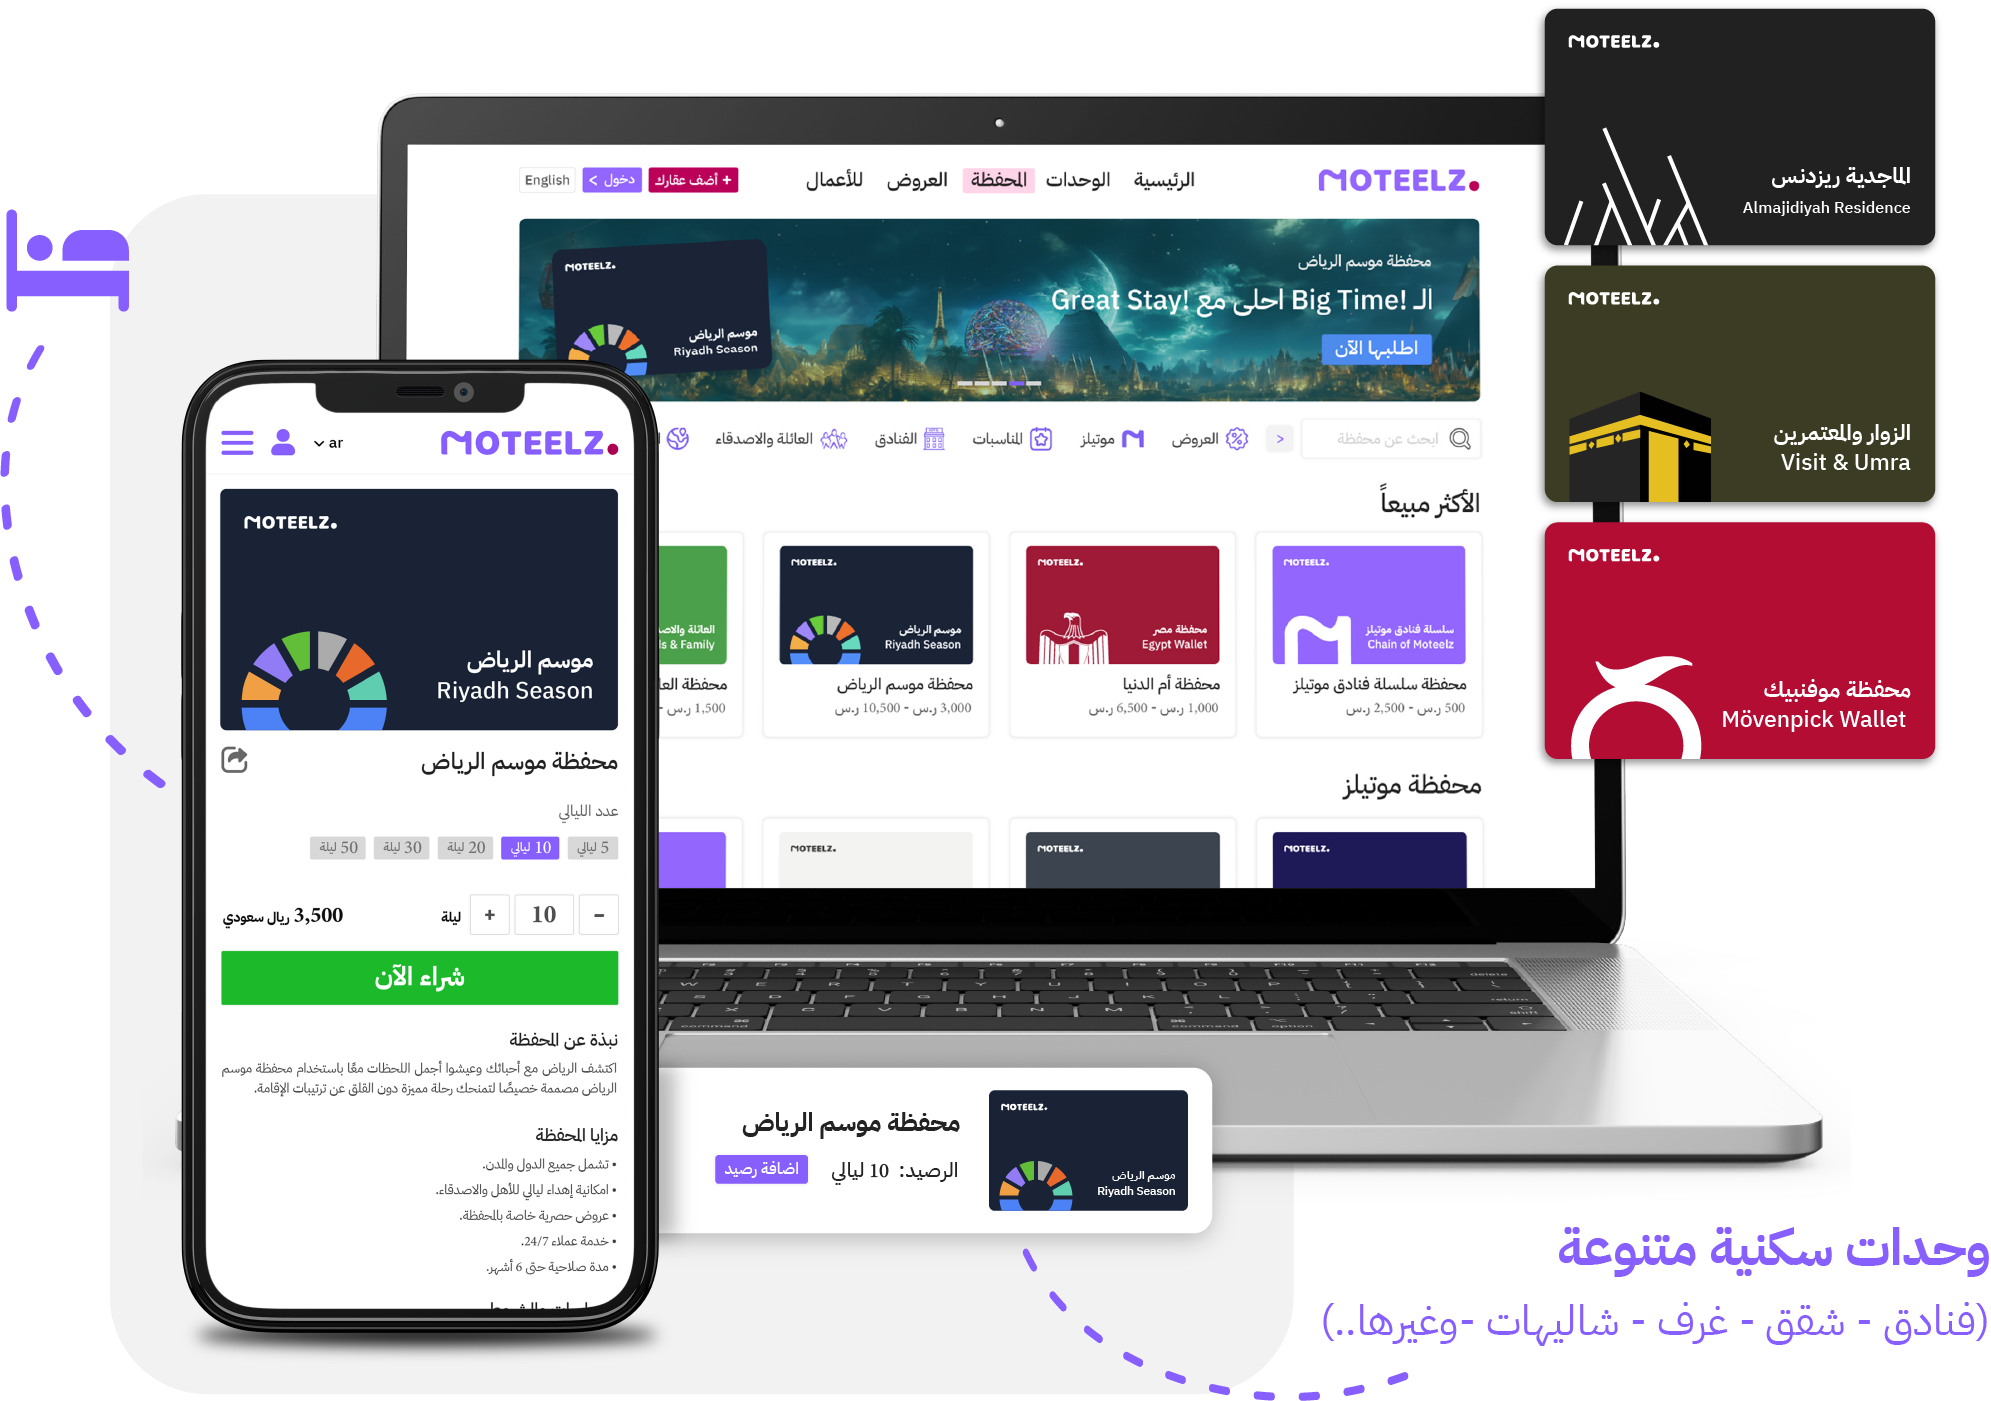 MOTEELZ.
الرئيسية
الوحدات
المحفظة
العروض
للأعمال
+ أضف عقارك
دخول >
English
MOTEELZ.
موسم الرياض
Riyadh Season
محفظة موسم الرياض
الـ !Big Time احلى مع !Great Stay
اطلبها الآن
ابحث عن محفظة
<
العروض
موتيلز
المناسبات
الفنادق
العائلة والاصدقاء
الأكثر مبيعاً
MOTEELZ.
سلسلة فنادق موتيلز
Chain of Moteelz
محفظة سلسلة فنادق موتيلز
500 ر.س - 2,500 ر.س
MOTEELZ.
محفظة مصر
Egypt Wallet
محفظة أم الدنيا
1,000 ر.س - 6,500 ر.س
MOTEELZ.
موسم الرياض
Riyadh Season
محفظة موسم الرياض
3,000 ر.س - 10,500 ر.س
العائلة
& Family
محفظة
1,500 ر.س -
محفظة موتيلز
MOTEELZ.
MOTEELZ.
MOTEELZ.
MOTEELZ.
الماجدية ريزدنس
Almajidiyah Residence
MOTEELZ.
الزوار والمعتمرين
Visit & Umra
MOTEELZ.
محفظة موفنبيك
Mövenpick Wallet
MOTEELZ.
ar
MOTEELZ.
موسم الرياض
Riyadh Season
محفظة موسم الرياض
عدد الليالي
5 ليالي
10 ليالي
20 ليلة
30 ليلة
50 ليلة
− 10 + ليلة
3,500 ريال سعودي
شراء الآن
نبذة عن المحفظة
اكتشف الرياض مع أحبائك وعيشوا أجمل اللحظات معًا باستخدام محفظة موسم
الرياض مصممة خصيصًا لتمنحك رحلة مميزة دون القلق عن ترتيبات الإقامة.
مزايا المحفظة
• تشمل جميع الدول والمدن.
• امكانية إهداء ليالي للأهل والاصدقاء.
• عروض حصرية خاصة بالمحفظة.
• خدمة عملاء 24/7.
• مدة صلاحية حتى 6 أشهر.
MOTEELZ.
موسم الرياض
Riyadh Season
محفظة موسم الرياض
الرصيد: 10 ليالي
اضافة رصيد
وحدات سكنية متنوعة
(فنادق - شقق - غرف - شاليهات -وغيرها..)